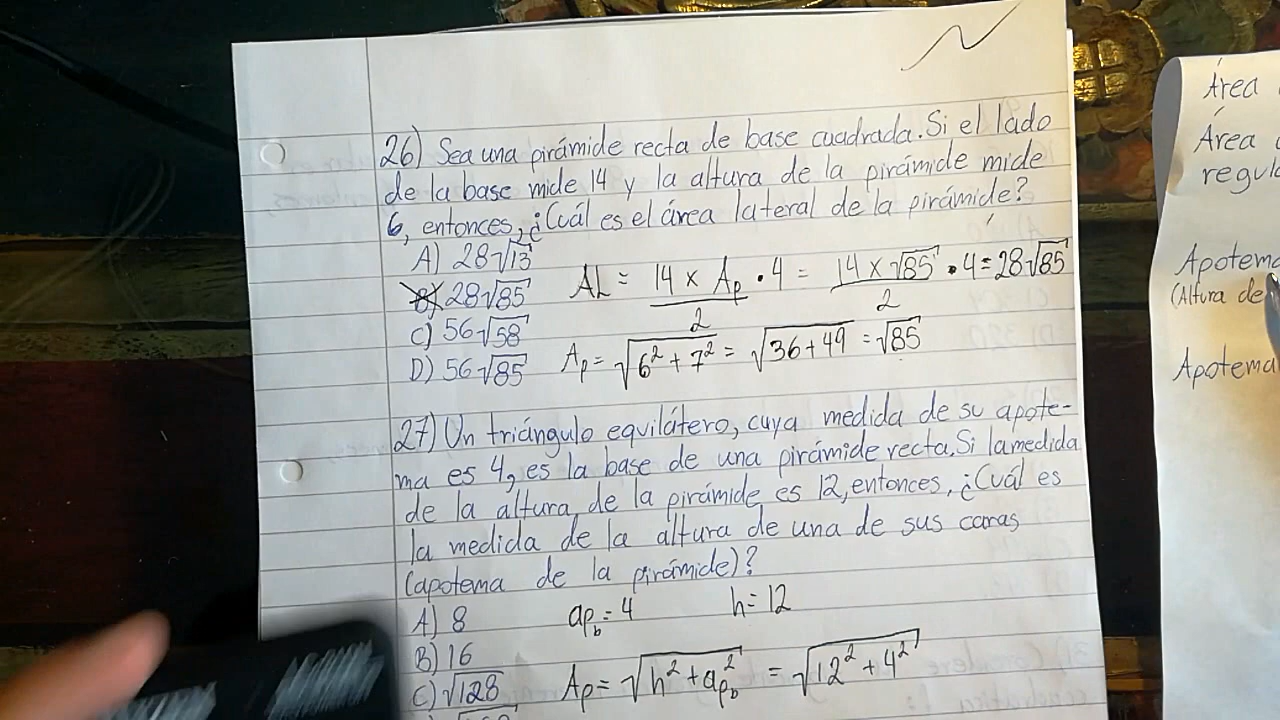 26) Sea una pirámide recta de base cuadrada. Si el lado
de la base mide 14 y la altura de la pirámide mide
6, entonces, ¿Cuál es el área lateral de la pirámide?
A) 28√13
B) 28√85
C) 56√58
D) 56√85
AL = 14 x Ap / 2 • 4 = 14 x √85 / 2 • 4 = 28√85
Ap = √6² + 7² = √36 + 49 = √85
27) Un triángulo equilátero, cuya medida de su apote-
ma es 4, es la base de una pirámide recta. Si la medida
de la altura, de la pirámide es 12, entonces, ¿Cuál es
la medida de la altura de una de sus caras
(apotema de la pirámide)?
A) 8
B) 16
C) √128
ap_b = 4 h = 12
Ap = √h² + ap_b² = √12² + 4²
Área
Área
Apotema
(Altura de
Apotema